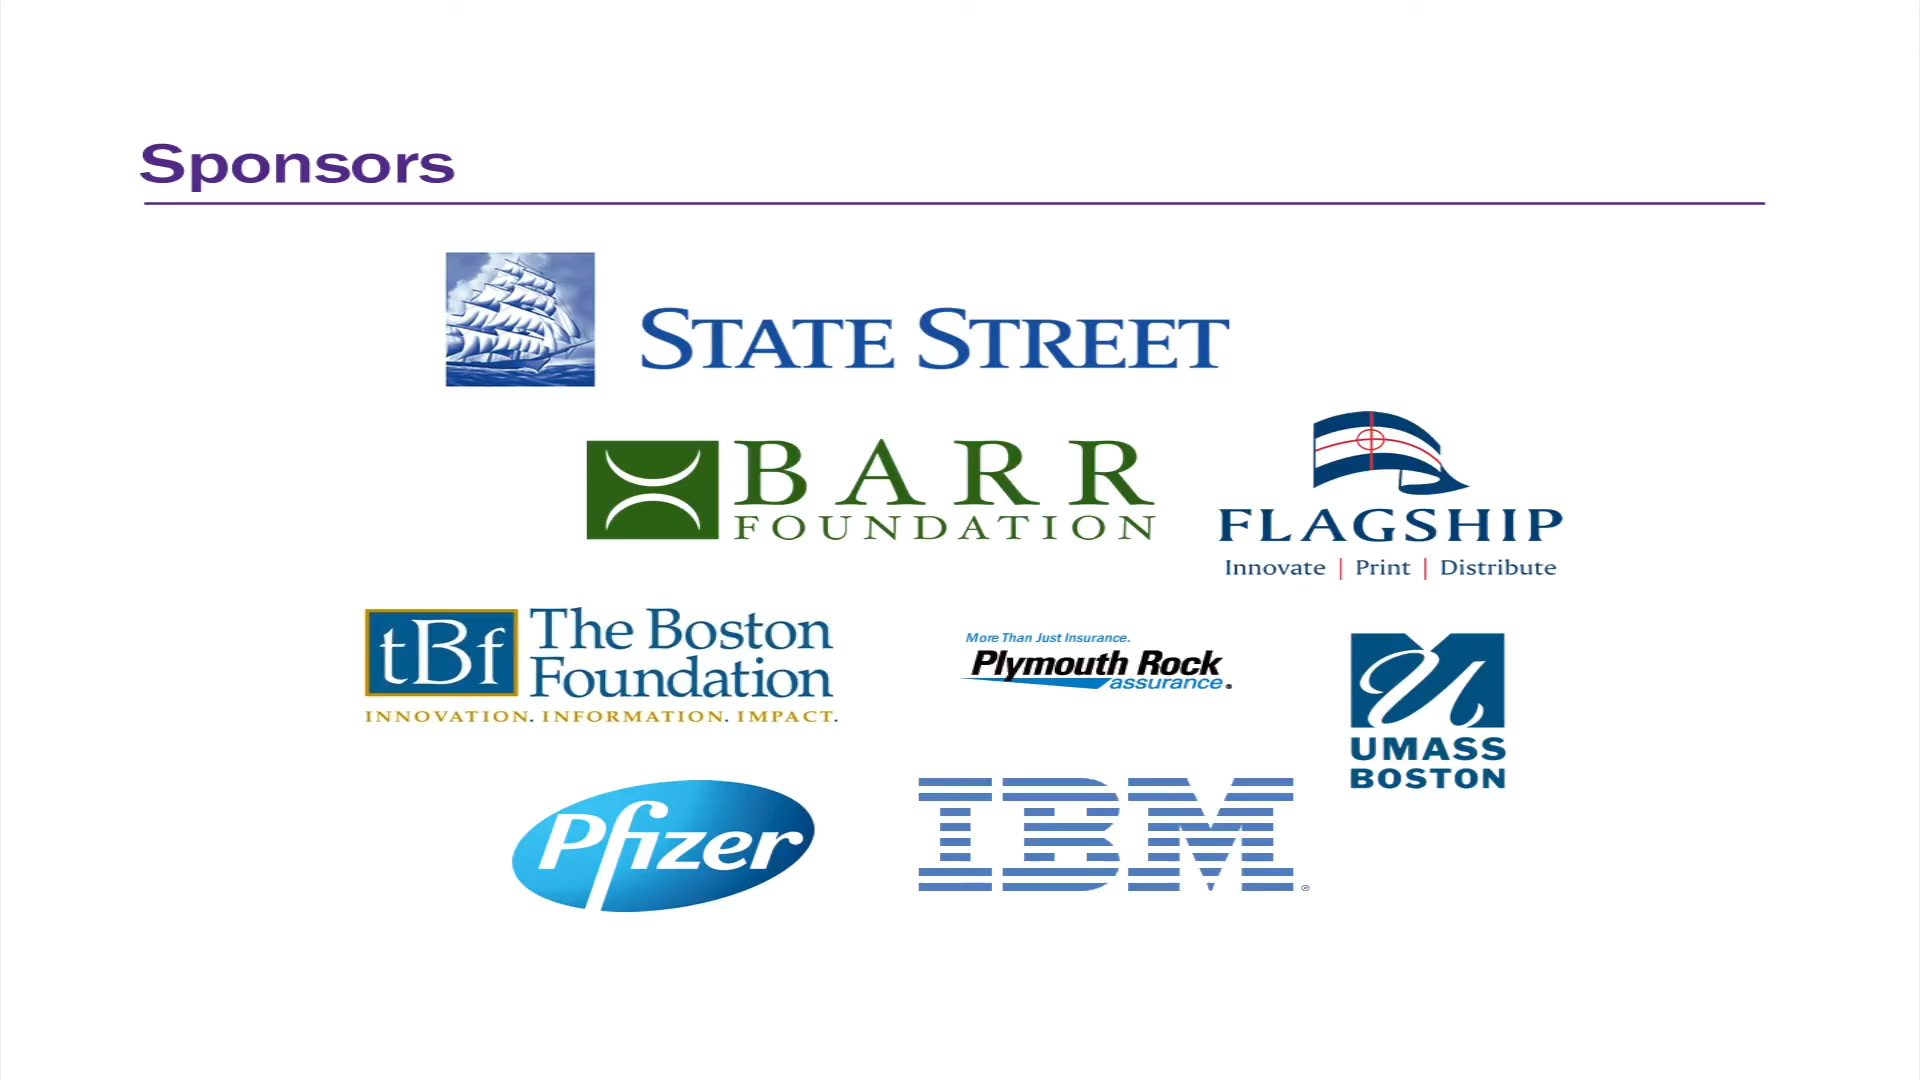 Sponsors
STATE STREET
BARR
FOUNDATION
FLAGSHIP
Innovate | Print | Distribute
tBf
The Boston
Foundation
INNOVATION. INFORMATION. IMPACT.
More Than Just Insurance.
Plymouth Rock
assurance®
U
UMASS
BOSTON
Pfizer
IBM®